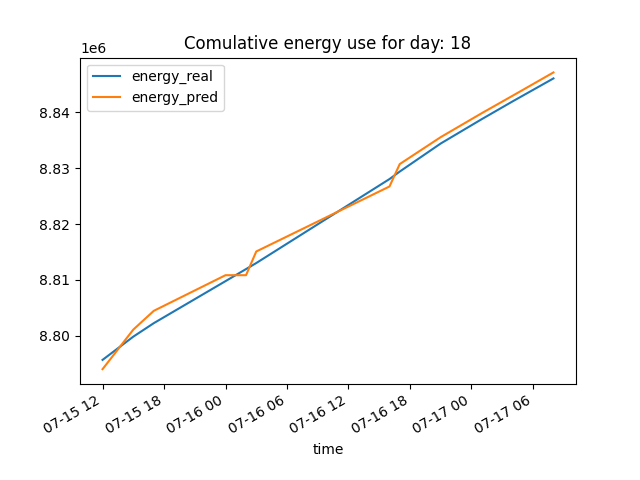 Comulative energy use for day: 18
1e6
energy_real
energy_pred
8.84
8.83
8.82
8.81
8.80
07-15 12
07-15 18
07-16 00
07-16 06
07-16 12
07-16 18
07-17 00
07-17 06
time